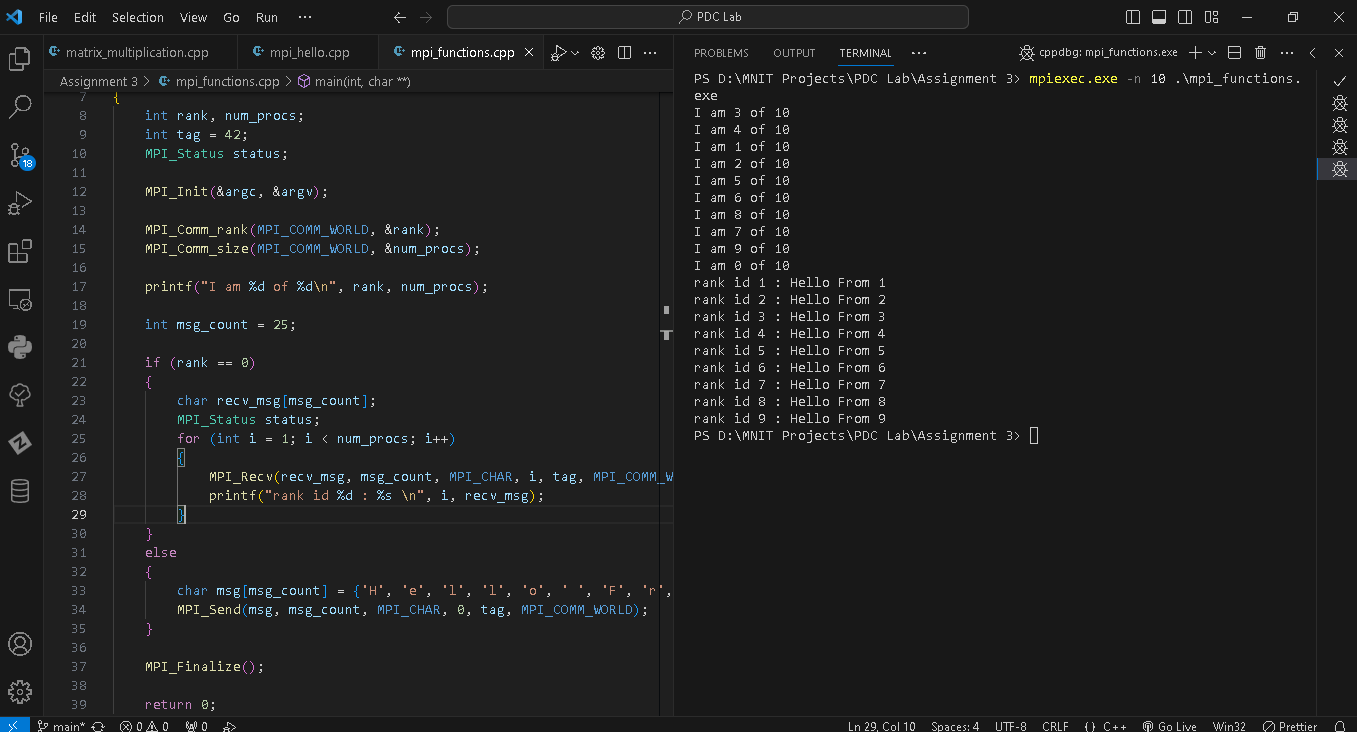 File Edit Selection View Go Run ··· PDC Lab
matrix_multiplication.cpp mpi_hello.cpp mpi_functions.cpp
Assignment 3 > mpi_functions.cpp > main(int, char **)
7 {
8 int rank, num_procs;
9 int tag = 42;
10 MPI_Status status;
11
12 MPI_Init(&argc, &argv);
13
14 MPI_Comm_rank(MPI_COMM_WORLD, &rank);
15 MPI_Comm_size(MPI_COMM_WORLD, &num_procs);
16
17 printf("I am %d of %d\n", rank, num_procs);
18
19 int msg_count = 25;
20
21 if (rank == 0)
22 {
23 char recv_msg[msg_count];
24 MPI_Status status;
25 for (int i = 1; i < num_procs; i++)
26 {
27 MPI_Recv(recv_msg, msg_count, MPI_CHAR, i, tag, MPI_COMM_W
28 printf("rank id %d : %s \n", i, recv_msg);
29 }
30 }
31 else
32 {
33 char msg[msg_count] = {'H', 'e', 'l', 'l', 'o', ' ', 'F', 'r',
34 MPI_Send(msg, msg_count, MPI_CHAR, 0, tag, MPI_COMM_WORLD);
35 }
36
37 MPI_Finalize();
38
39 return 0;
18
PROBLEMS OUTPUT TERMINAL ··· cppdbg: mpi_functions.exe
PS D:\MNIT Projects\PDC Lab\Assignment 3> mpiexec.exe -n 10 .\mpi_functions.
exe
I am 3 of 10
I am 4 of 10
I am 1 of 10
I am 2 of 10
I am 5 of 10
I am 6 of 10
I am 8 of 10
I am 7 of 10
I am 9 of 10
I am 0 of 10
rank id 1 : Hello From 1
rank id 2 : Hello From 2
rank id 3 : Hello From 3
rank id 4 : Hello From 4
rank id 5 : Hello From 5
rank id 6 : Hello From 6
rank id 7 : Hello From 7
rank id 8 : Hello From 8
rank id 9 : Hello From 9
PS D:\MNIT Projects\PDC Lab\Assignment 3>
main* 0 0 0 Ln 29, Col 10 Spaces: 4 UTF-8 CRLF {} C++ Go Live Win32 Prettier